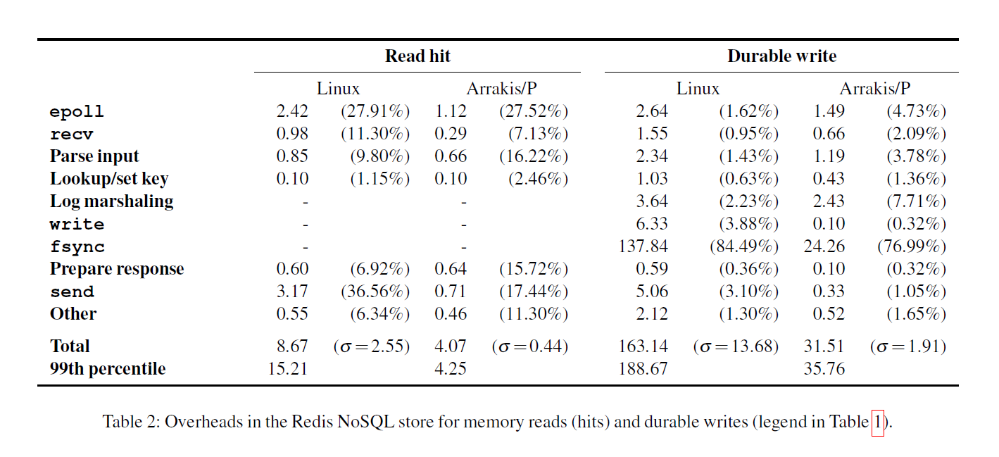 Read hit Durable write
Linux Arrakis/P Linux Arrakis/P
epoll 2.42 (27.91%) 1.12 (27.52%) 2.64 (1.62%) 1.49 (4.73%)
recv 0.98 (11.30%) 0.29 (7.13%) 1.55 (0.95%) 0.66 (2.09%)
Parse input 0.85 (9.80%) 0.66 (16.22%) 2.34 (1.43%) 1.19 (3.78%)
Lookup/set key 0.10 (1.15%) 0.10 (2.46%) 1.03 (0.63%) 0.43 (1.36%)
Log marshaling - - 3.64 (2.23%) 2.43 (7.71%)
write - - 6.33 (3.88%) 0.10 (0.32%)
fsync - - 137.84 (84.49%) 24.26 (76.99%)
Prepare response 0.60 (6.92%) 0.64 (15.72%) 0.59 (0.36%) 0.10 (0.32%)
send 3.17 (36.56%) 0.71 (17.44%) 5.06 (3.10%) 0.33 (1.05%)
Other 0.55 (6.34%) 0.46 (11.30%) 2.12 (1.30%) 0.52 (1.65%)
Total 8.67 (σ = 2.55) 4.07 (σ = 0.44) 163.14 (σ = 13.68) 31.51 (σ = 1.91)
99th percentile 15.21 4.25 188.67 35.76
Table 2: Overheads in the Redis NoSQL store for memory reads (hits) and durable writes (legend in Table 1).